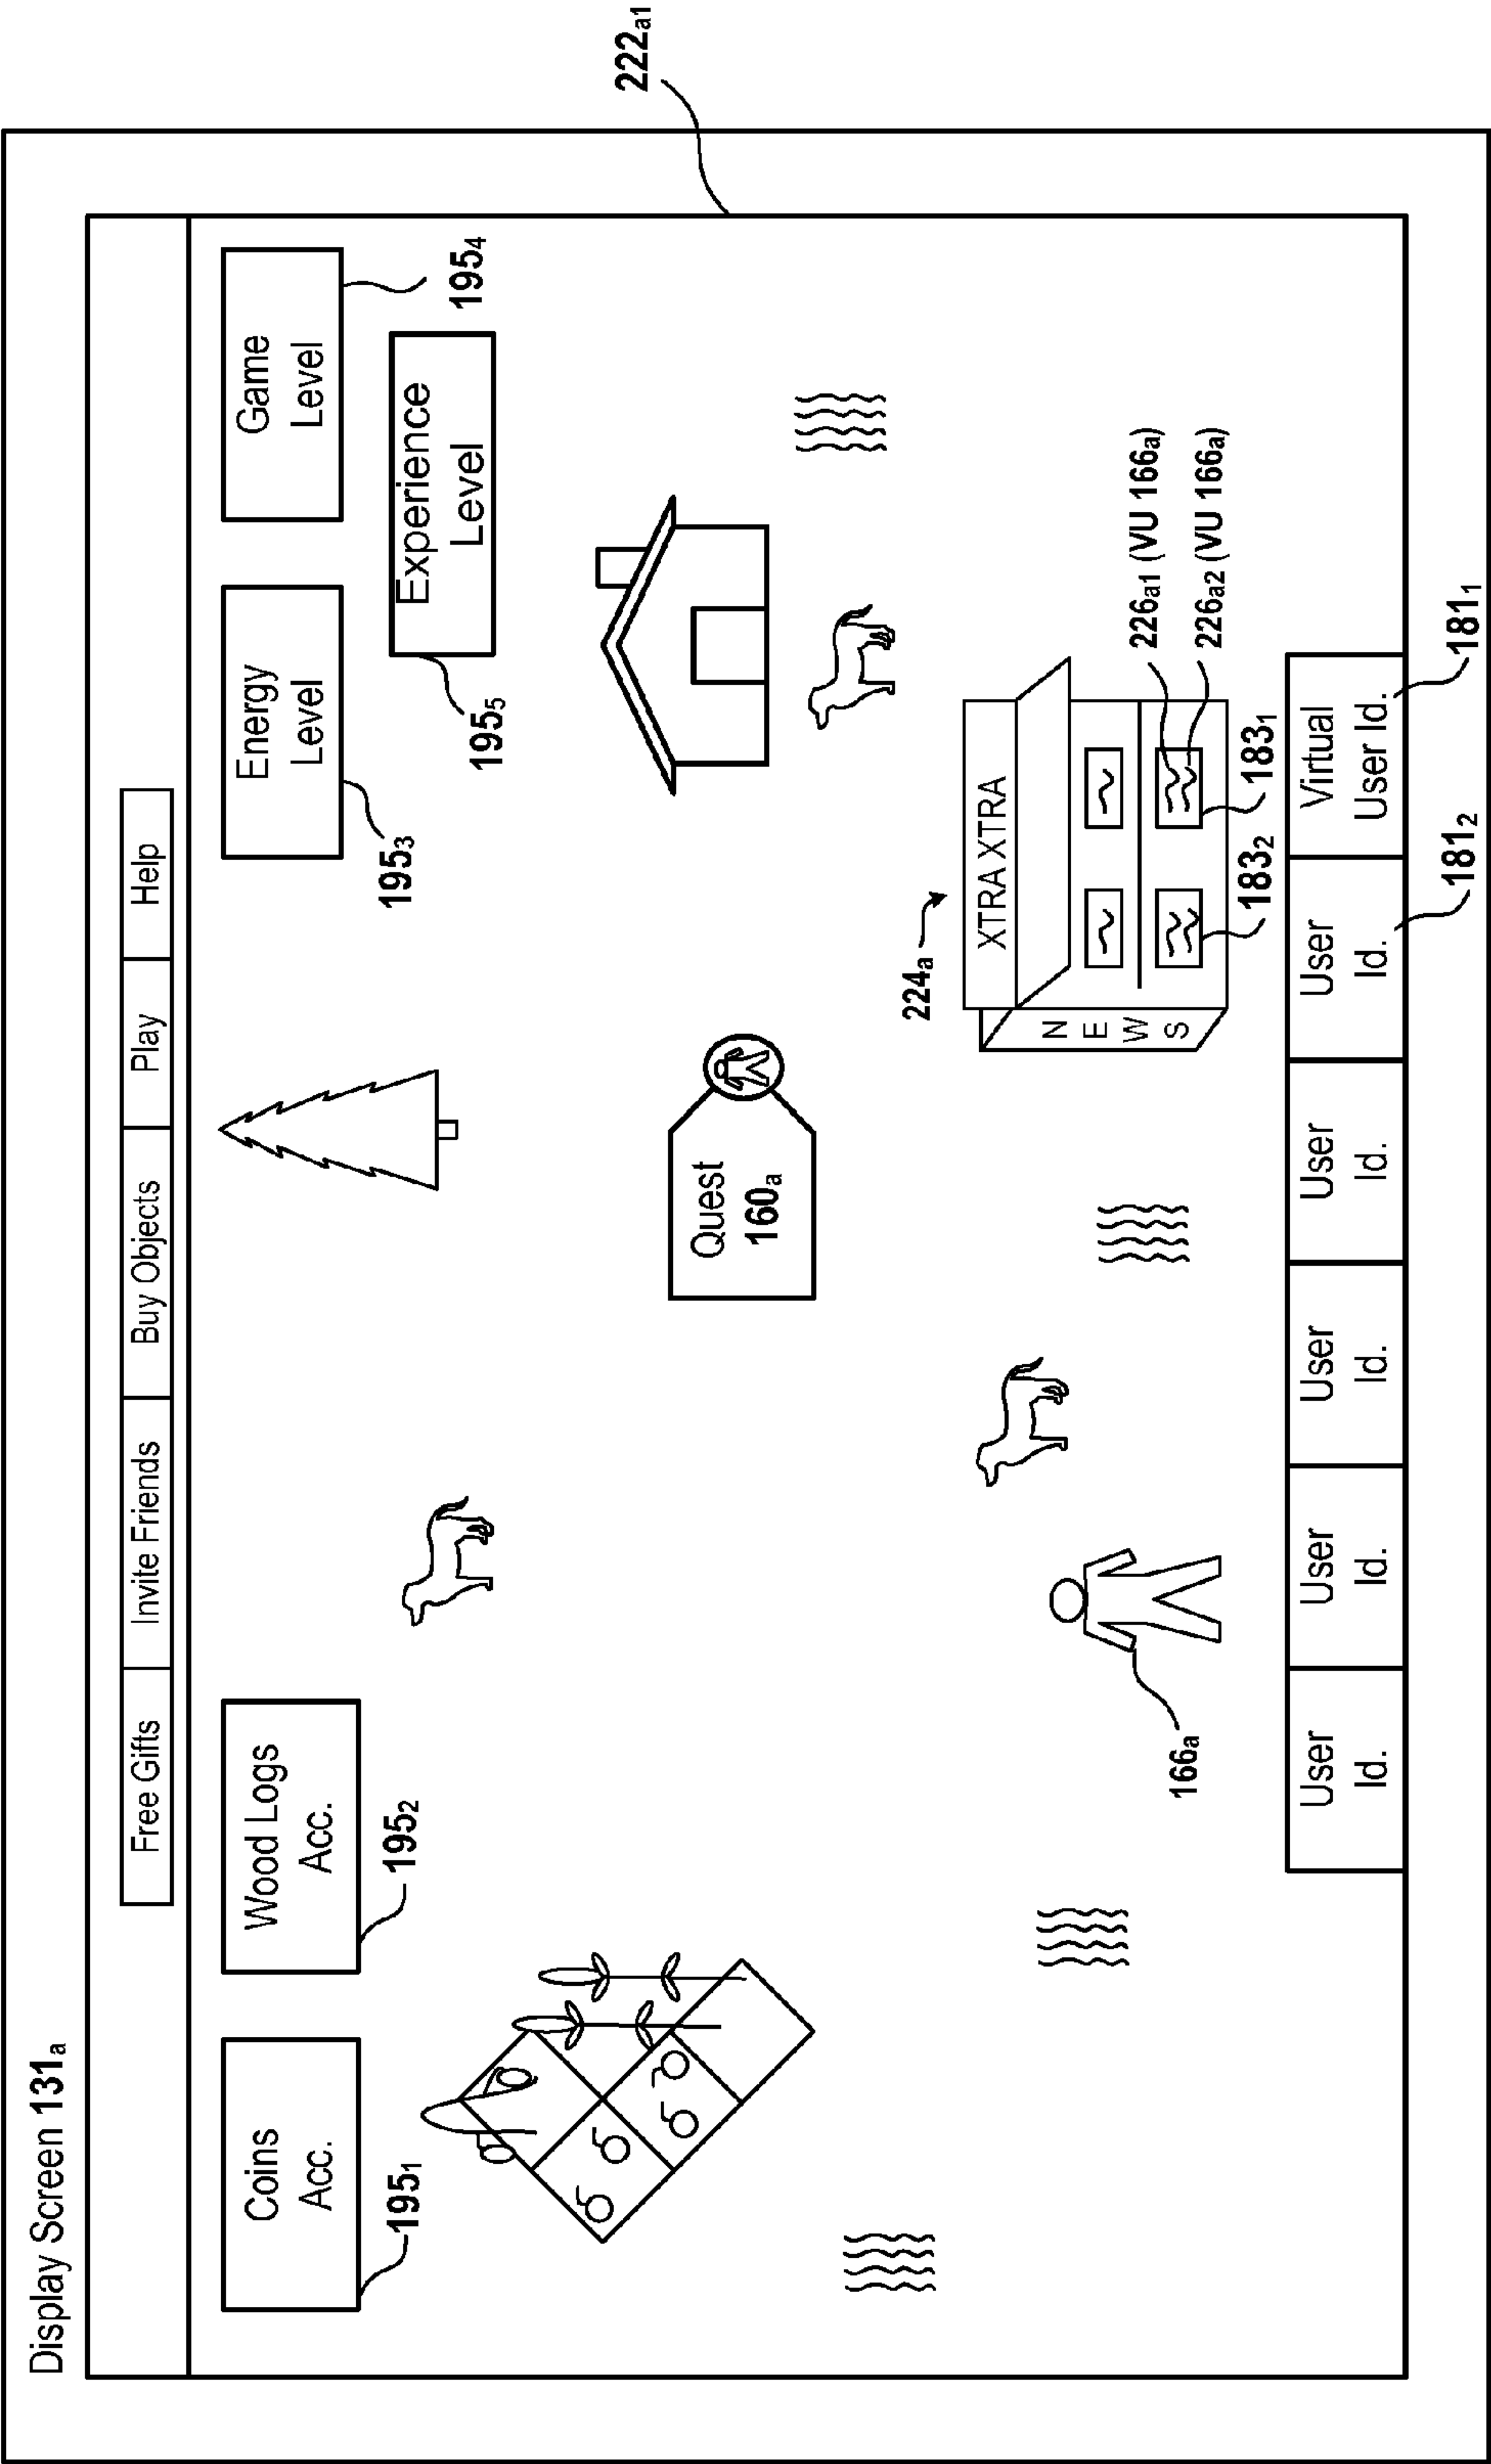 Display Screen 131a
222a1
Free Gifts
Invite Friends
Buy Objects
Play
Help
Coins
Acc.
1951
Wood Logs
Acc.
1952
Energy
Level
1953
Game
Level
1954
Experience
Level
1955
Quest
160a
224a
XTRA XTRA
N
E
W
S
226a1 (VU 166a)
226a2 (VU 166a)
1832
1831
166a
User
Id.
User
Id.
User
Id.
User
Id.
User
Id.
Virtual
User Id.
1812
1811